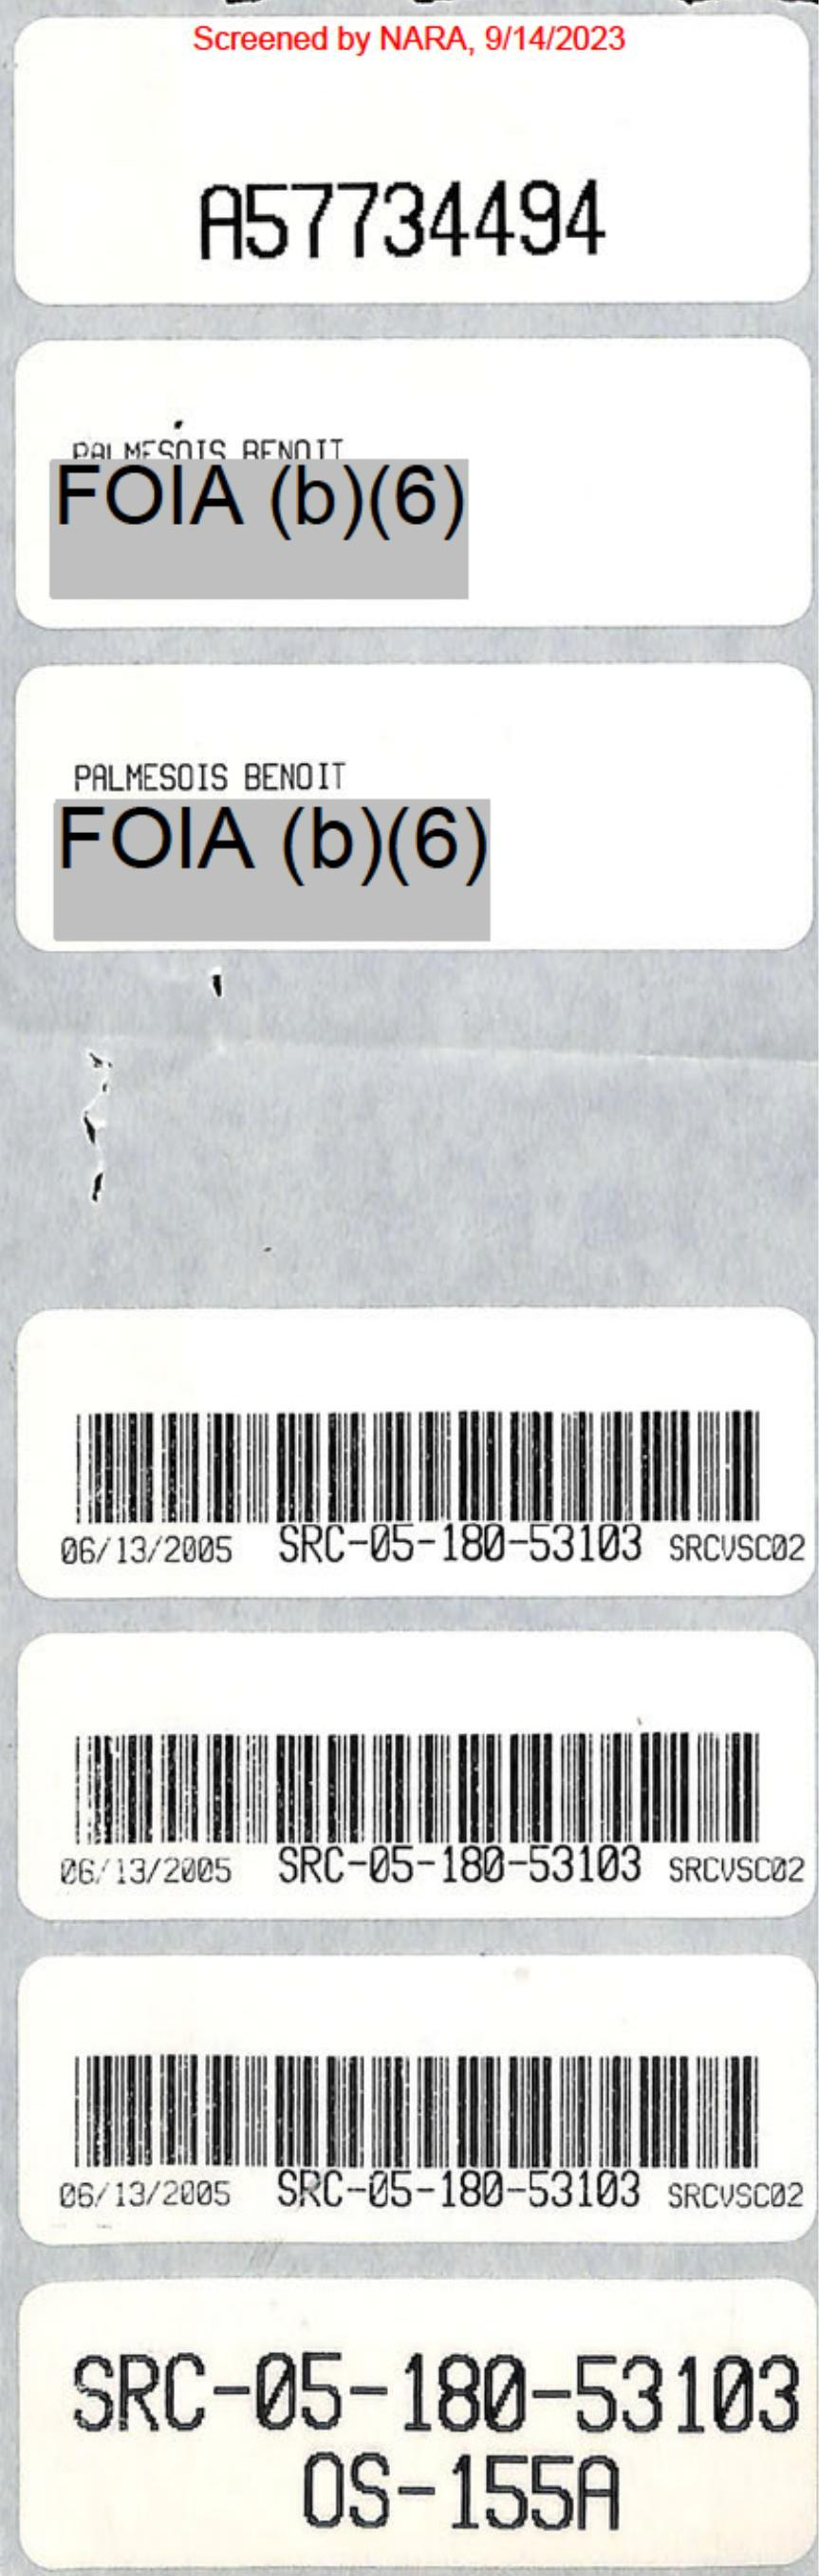 Screened by NARA, 9/14/2023
A57734494
PALMESOIS BENOIT
FOIA (b)(6)
PALMESOIS BENOIT
FOIA (b)(6)
06/13/2005 SRC-05-180-53103 SRCVSC02
06/13/2005 SRC-05-180-53103 SRCVSC02
06/13/2005 SRC-05-180-53103 SRCVSC02
SRC-05-180-53103
OS-155A